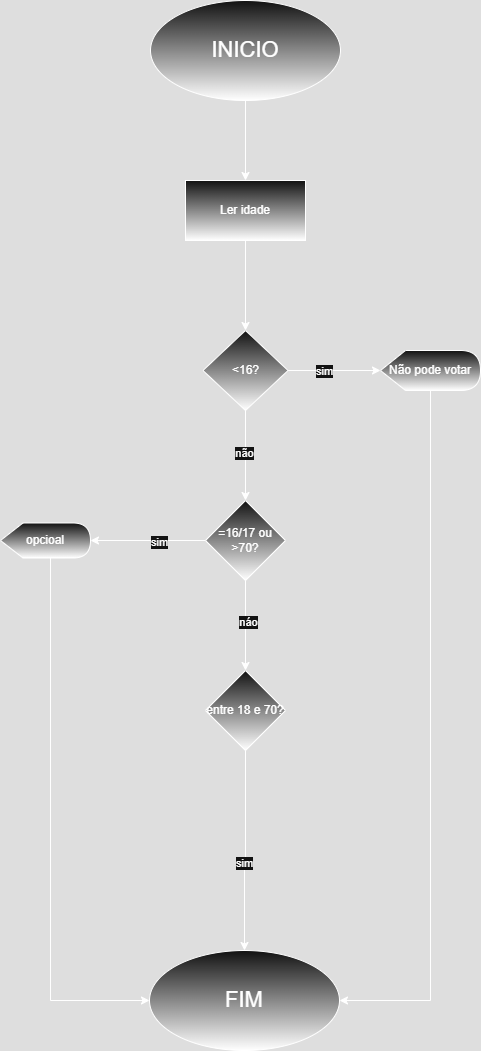 INICIO
Ler idade
<16?
sim
Não pode votar
não
=16/17 ou
>70?
sim
opcioal
náo
entre 18 e 70?
sim
FIM